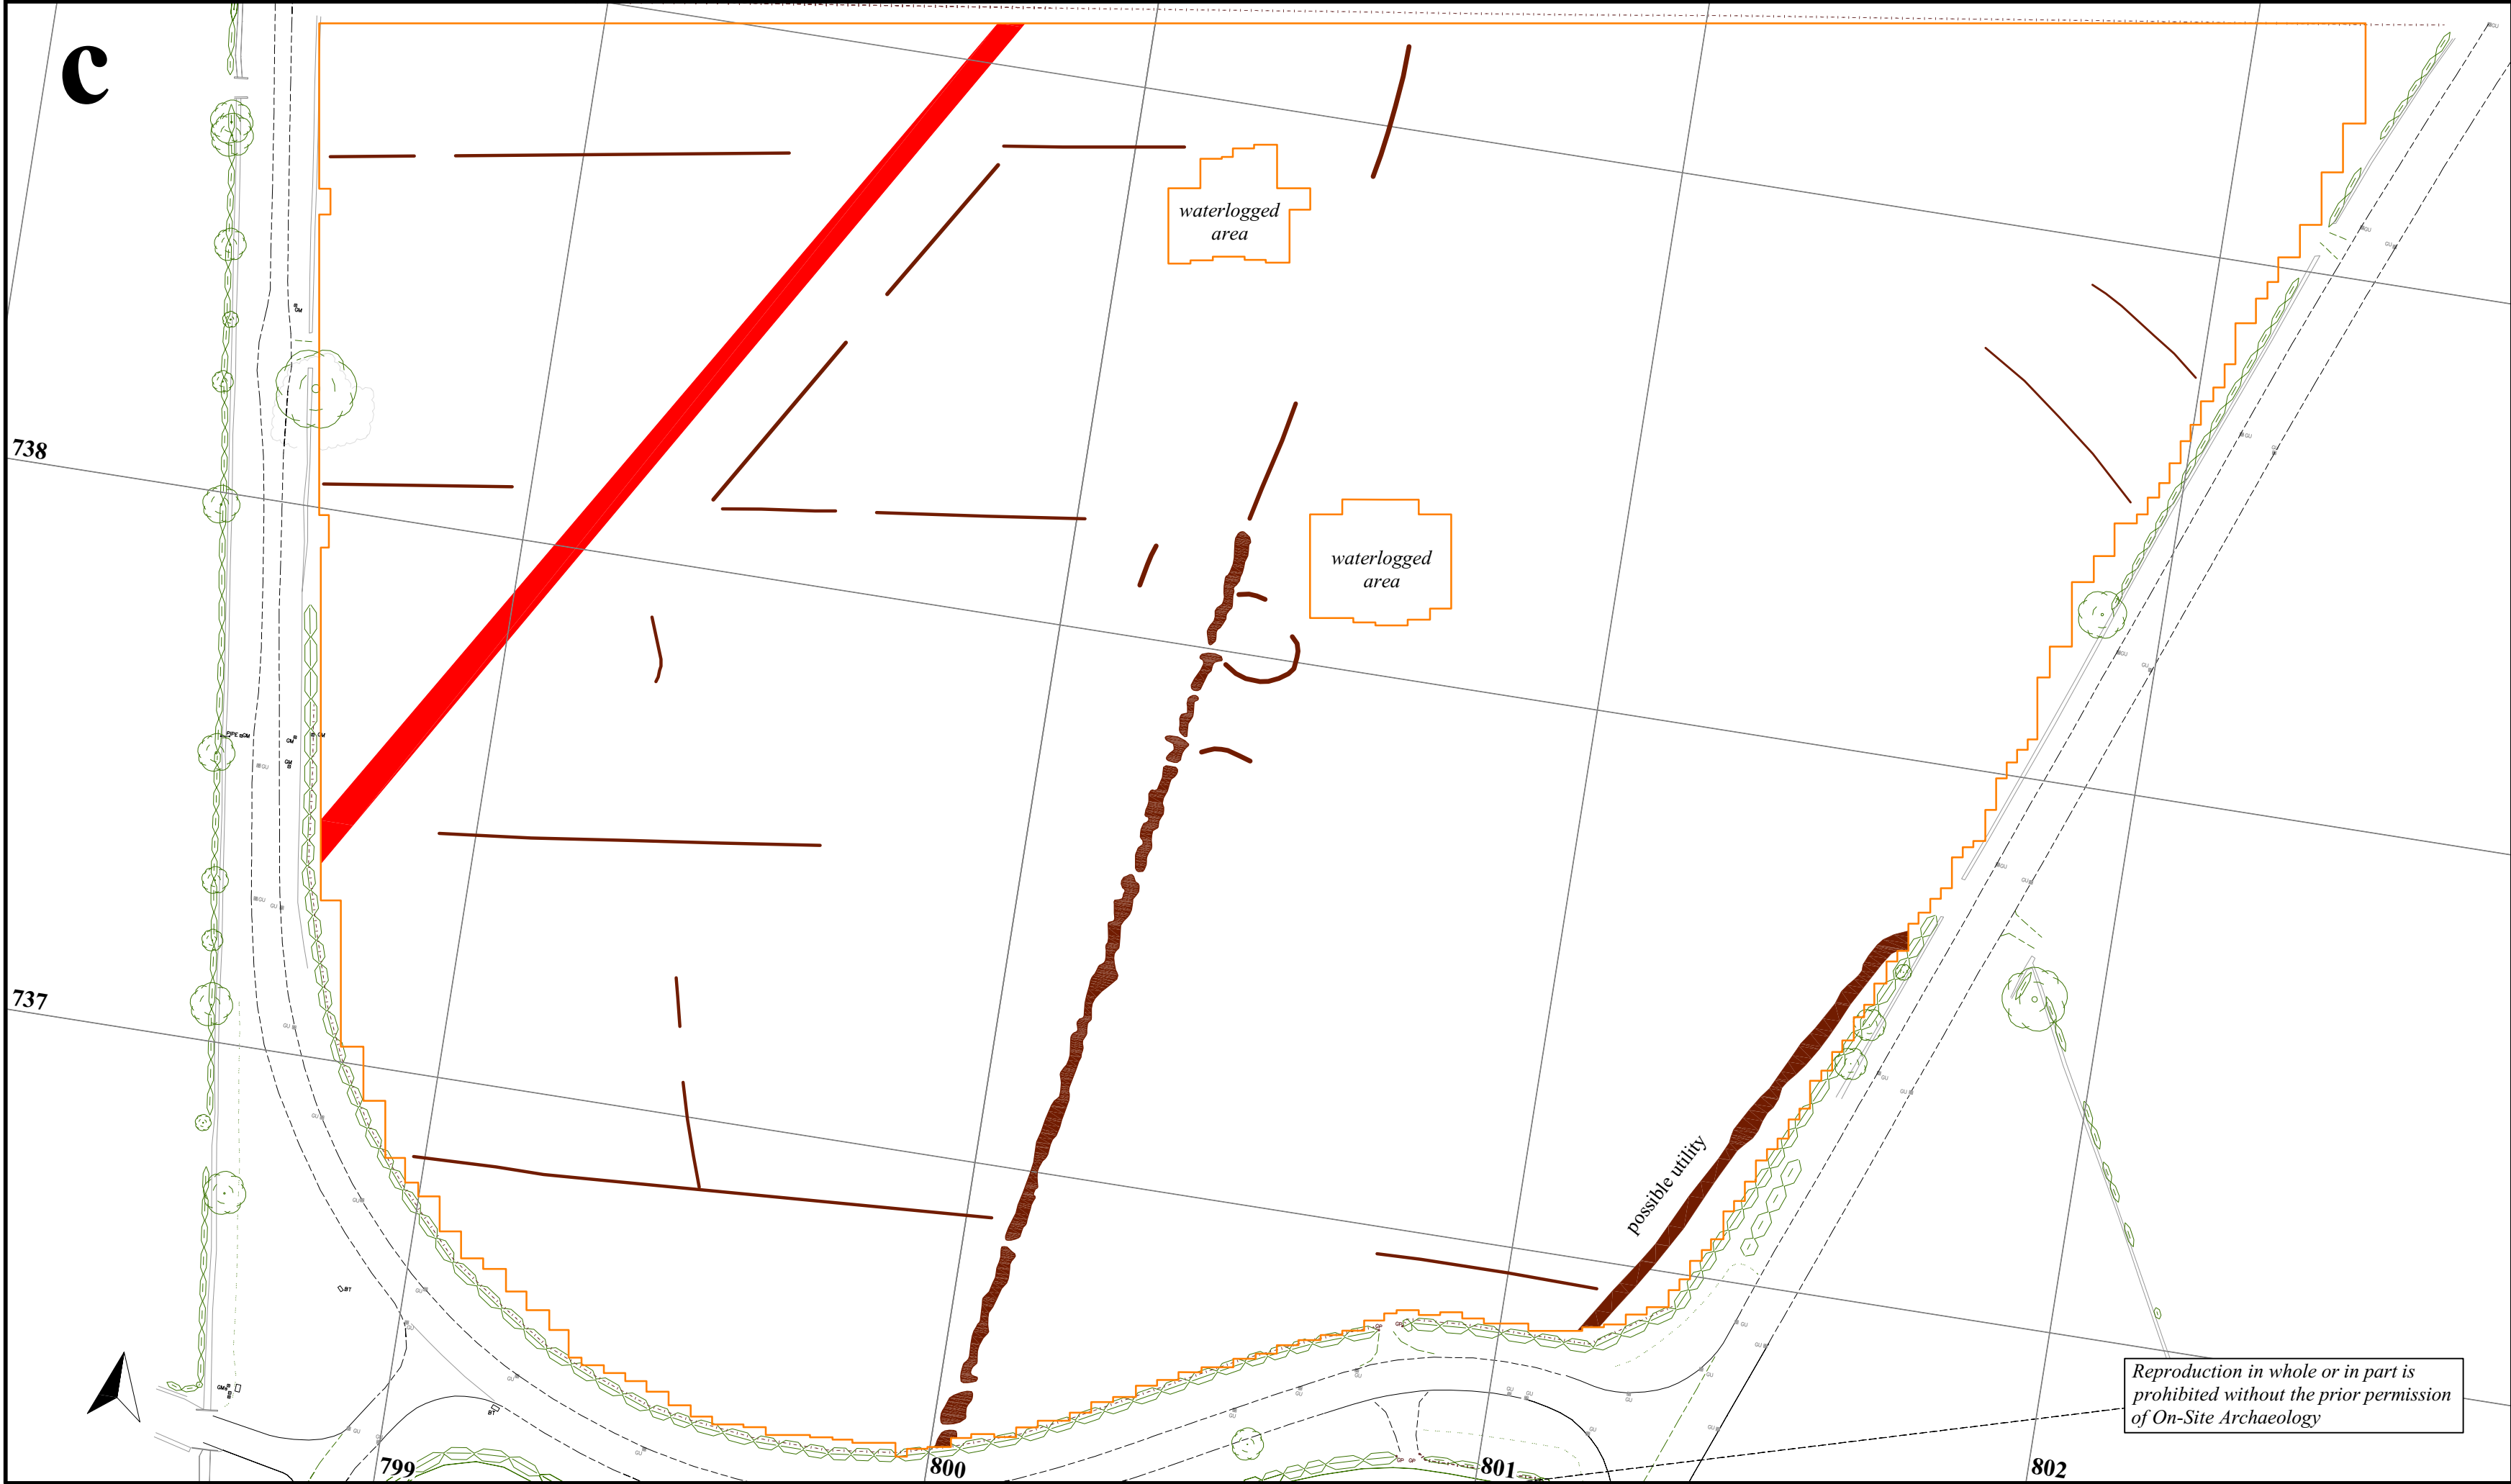 c
waterlogged
area
738
waterlogged
area
737
possible utility
Reproduction in whole or in part is
prohibited without the prior permission
of On-Site Archaeology
799
800
801
802